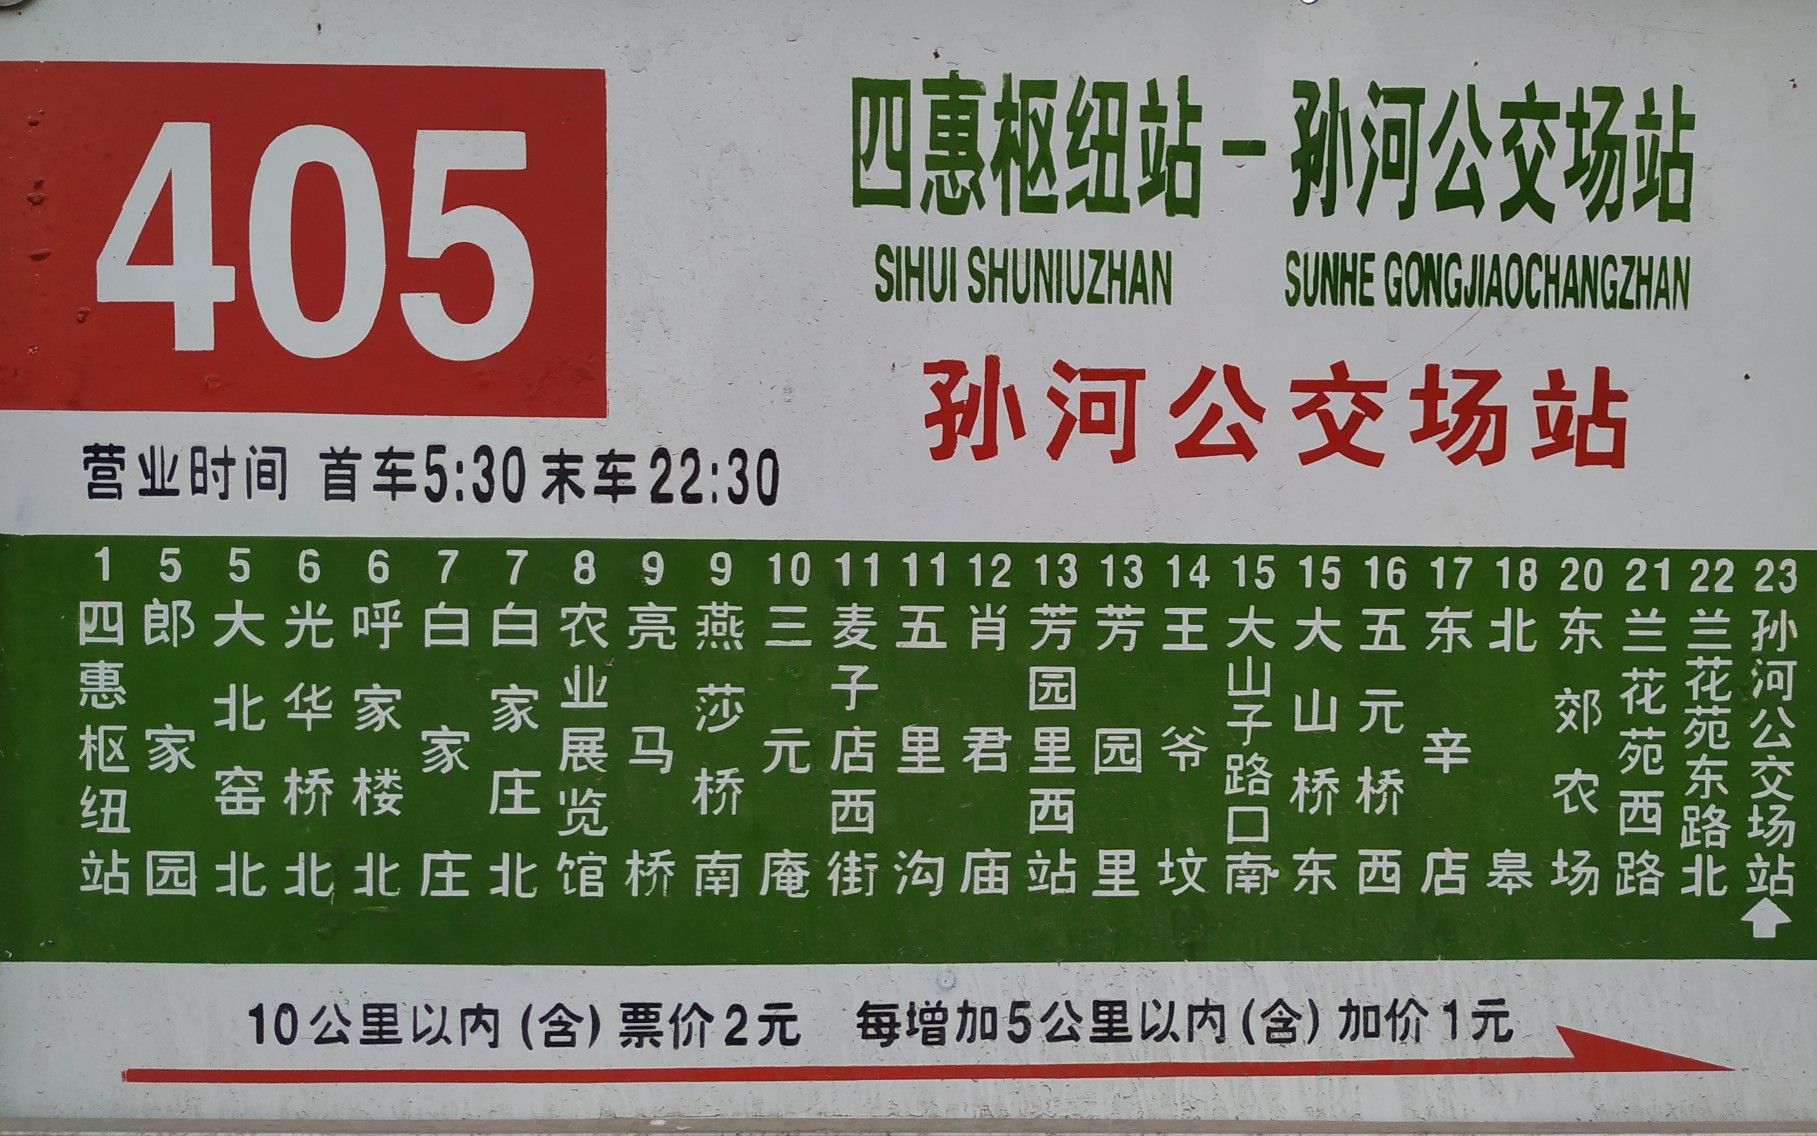 405
四惠枢纽站－孙河公交场站
SIHUI SHUNIUZHAN SUNHE GONGJIAOCHANGZHAN
孙河公交场站
营业时间 首车5:30 末车22:30
1 四惠枢纽站
5 郎家园
5 大北窑北
6 光华桥北
6 呼家楼北
7 白家庄
7 白家庄北
8 农业展览馆
9 亮马桥
9 燕莎桥南
10 三元庵
11 麦子店西街
11 五里沟
12 肖君庙
13 芳园里西站
13 芳园里
14 王爷坟
15 大山子路口南
15 大山桥东
16 五元桥西
17 东辛店
18 北皋
20 东郊农场
21 兰花苑西路
22 兰花苑东路北
23 孙河公交场站
10公里以内(含)票价2元 每增加5公里以内(含)加价1元